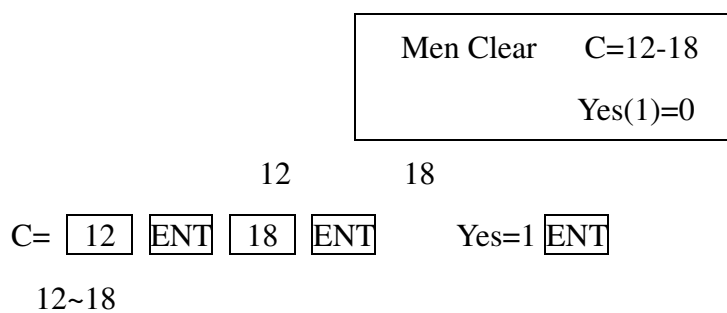 Men Clear C=12-18
Yes(1)=0
12 18
C= 12 ENT 18 ENT Yes=1 ENT
12~18